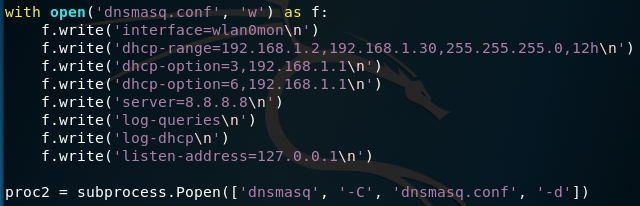 with open('dnsmasq.conf', 'w') as f:
    f.write('interface=wlan0mon\n')
    f.write('dhcp-range=192.168.1.2,192.168.1.30,255.255.255.0,12h\n')
    f.write('dhcp-option=3,192.168.1.1\n')
    f.write('dhcp-option=6,192.168.1.1\n')
    f.write('server=8.8.8.8\n')
    f.write('log-queries\n')
    f.write('log-dhcp\n')
    f.write('listen-address=127.0.0.1\n')
proc2 = subprocess.Popen(['dnsmasq', '-C', 'dnsmasq.conf', '-d'])